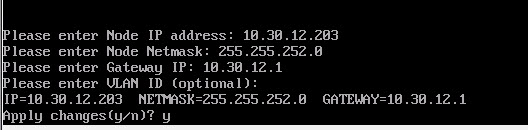 Please enter Node IP address: 10.30.12.203
Please enter Node Netmask: 255.255.252.0
Please enter Gateway IP: 10.30.12.1
Please enter VLAN ID (optional):
IP=10.30.12.203  NETMASK=255.255.252.0  GATEWAY=10.30.12.1
Apply changes(y/n)? y